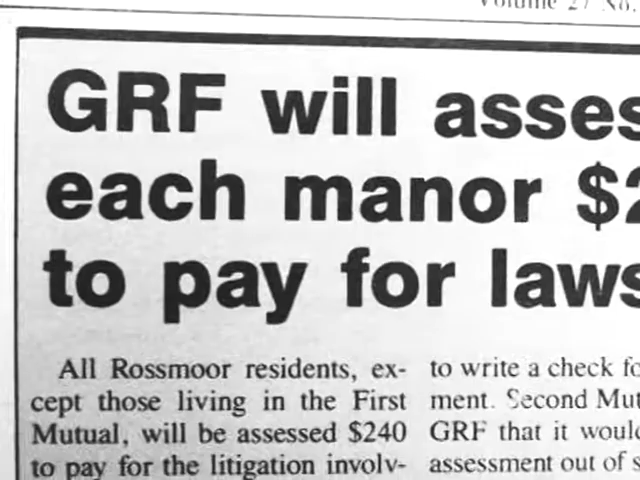 Volume 27 No.
GRF will asses
each manor $2
to pay for laws
All Rossmoor residents, ex-
cept those living in the First
Mutual, will be assessed $240
to pay for the litigation involv-
to write a check fo
ment. Second Mut
GRF that it would
assessment out of s